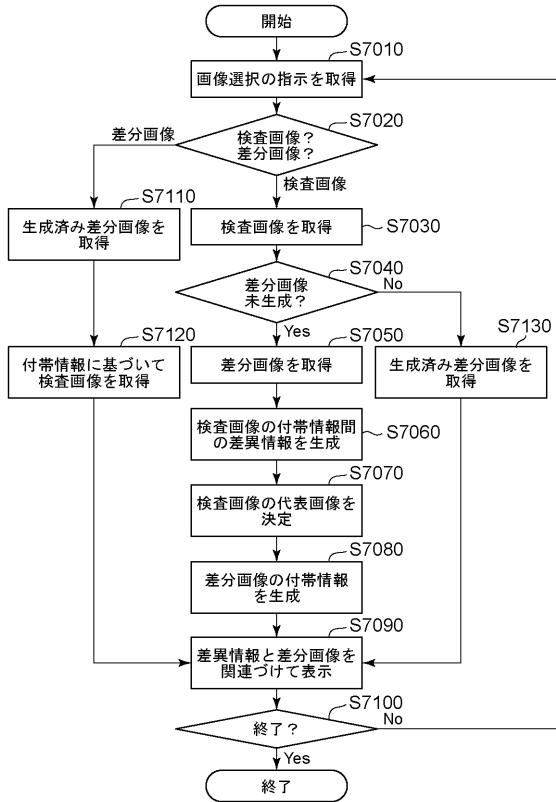 開始
S7010
画像選択の指示を取得
S7020
検査画像？
差分画像？
差分画像
検査画像
S7110
生成済み差分画像を
取得
検査画像を取得
S7030
S7040
差分画像
未生成？
No
Yes
S7120
付帯情報に基づいて
検査画像を取得
S7050
差分画像を取得
S7130
生成済み差分画像を
取得
検査画像の付帯情報間
の差異情報を生成
S7060
S7070
検査画像の代表画像を
決定
S7080
差分画像の付帯情報
を生成
S7090
差異情報と差分画像を
関連づけて表示
S7100
終了？
No
Yes
終了